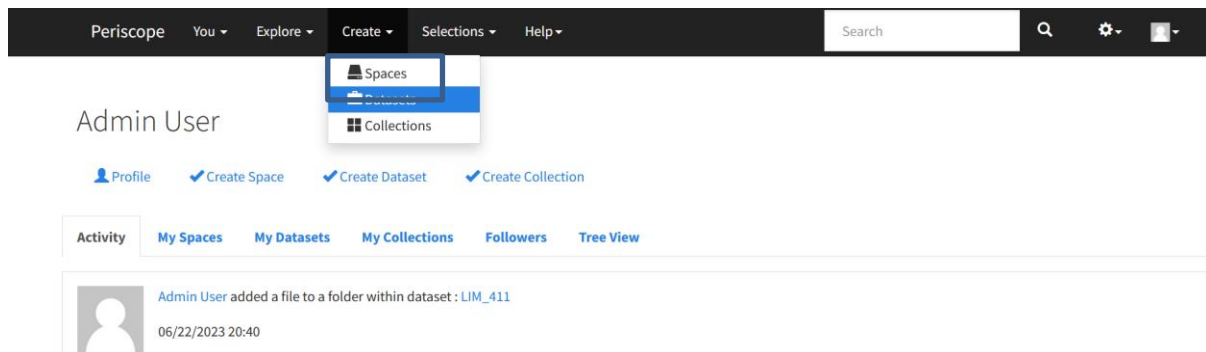 Periscope You Explore Create Selections Help Search
Spaces
Datasets
Collections
Admin User
Profile Create Space Create Dataset Create Collection
Activity My Spaces My Datasets My Collections Followers Tree View
Admin User added a file to a folder within dataset : LIM_411
06/22/2023 20:40